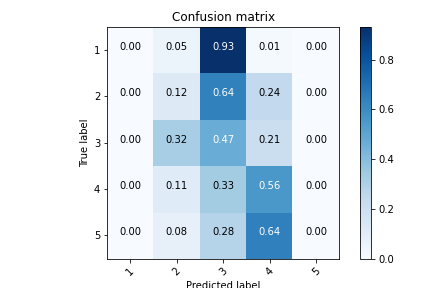 Confusion matrix
True label
1 0.00 0.05 0.93 0.01 0.00
2 0.00 0.12 0.64 0.24 0.00
3 0.00 0.32 0.47 0.21 0.00
4 0.00 0.11 0.33 0.56 0.00
5 0.00 0.08 0.28 0.64 0.00
1 2 3 4 5
Predicted label
0.8
0.6
0.4
0.2
0.0